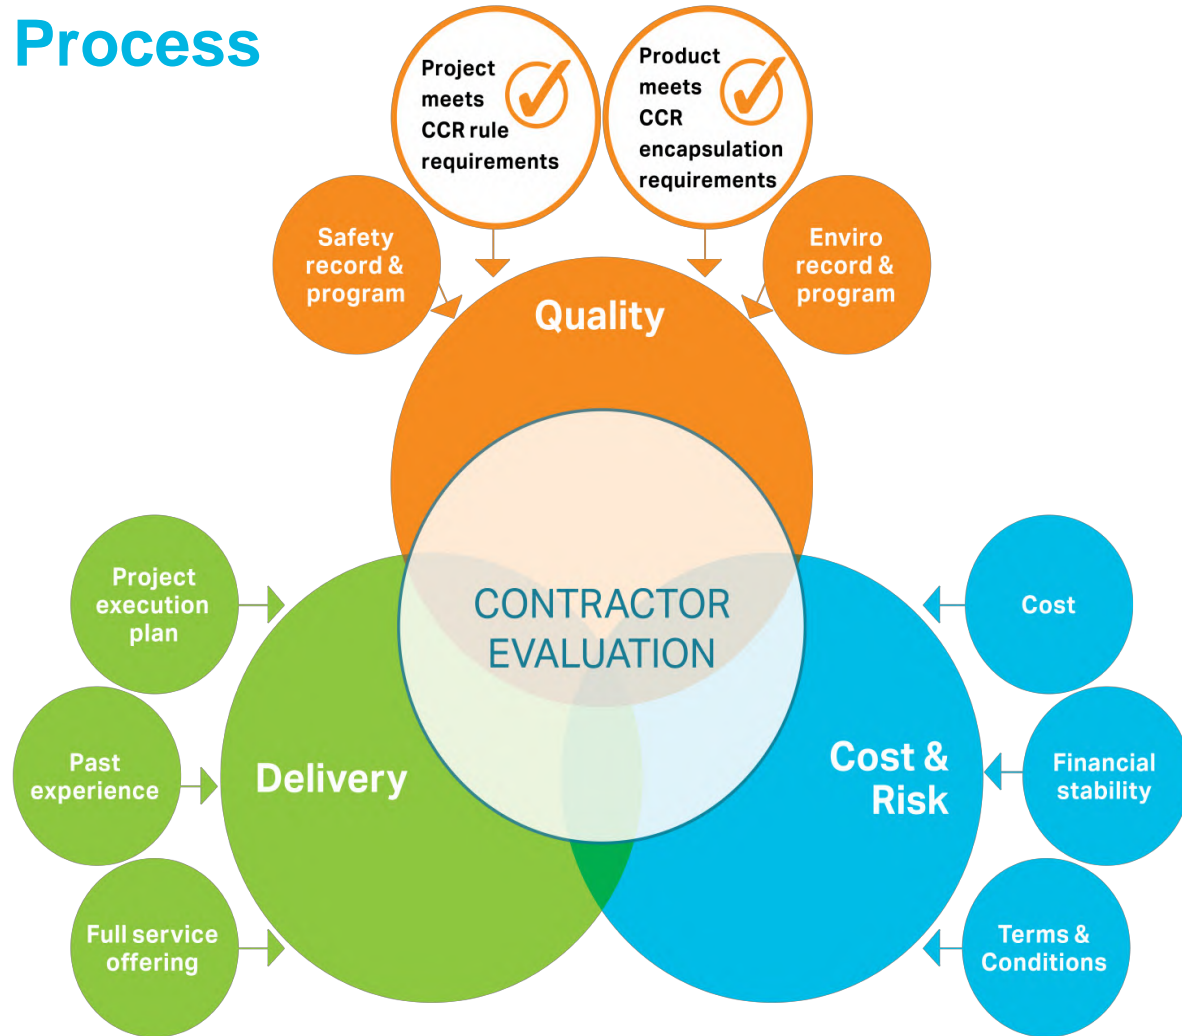 Process
Project
meets
CCR rule
requirements
Product
meets
CCR
encapsulation
requirements
Safety
record &
program
Enviro
record &
program
Quality
CONTRACTOR
EVALUATION
Project
execution
plan
Past
experience
Full service
offering
Delivery
Cost &
Risk
Cost
Financial
stability
Terms &
Conditions